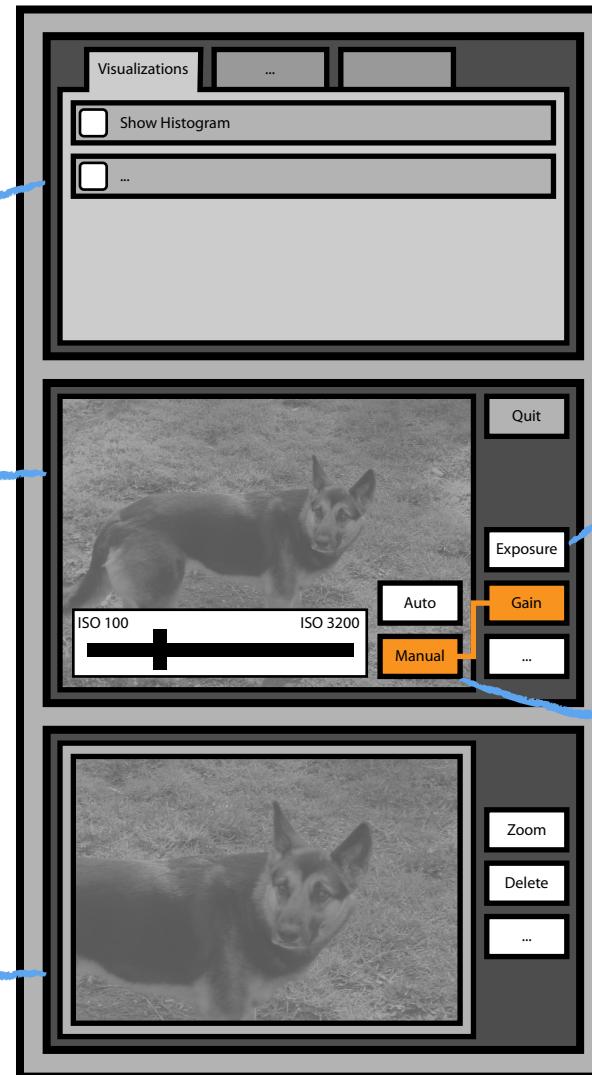 Visualizations
...
Show Histogram
...
Quit
Exposure
Auto
Gain
ISO 100
ISO 3200
Manual
...
Zoom
Delete
...